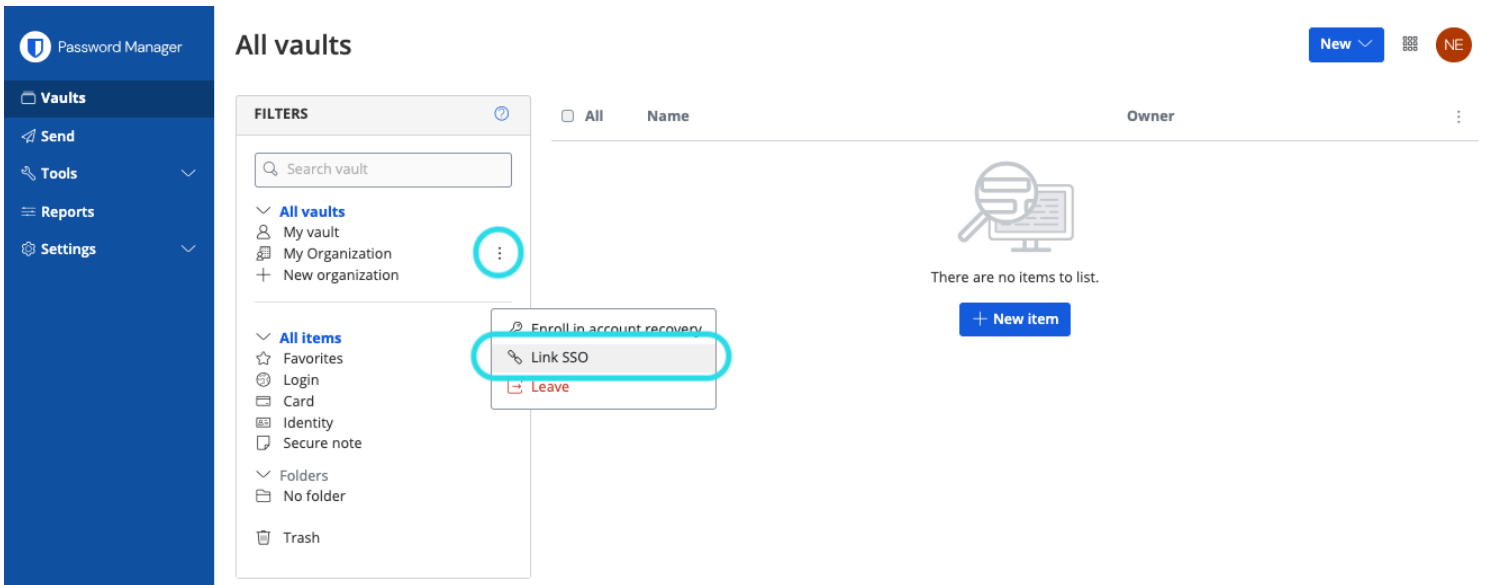 Password Manager
Vaults
Send
Tools
Reports
Settings
All vaults
New
NE
FILTERS
Search vault
All vaults
My vault
My Organization
New organization
All items
Favorites
Login
Card
Identity
Secure note
Folders
No folder
Trash
Enroll in account recovery
Link SSO
Leave
All Name Owner
There are no items to list.
New item